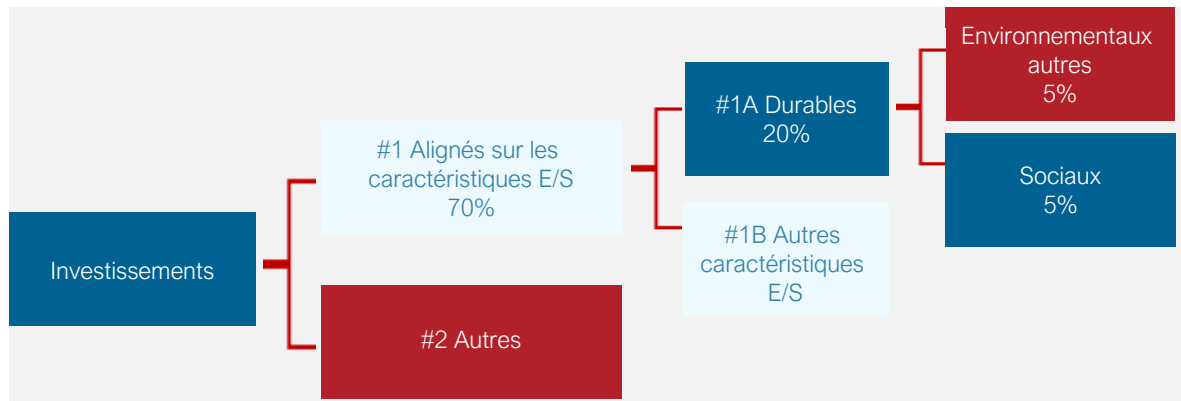 Investissements
#1 Alignés sur les
caractéristiques E/S
70%
#2 Autres
#1A Durables
20%
#1B Autres
caractéristiques
E/S
Environnementaux
autres
5%
Sociaux
5%